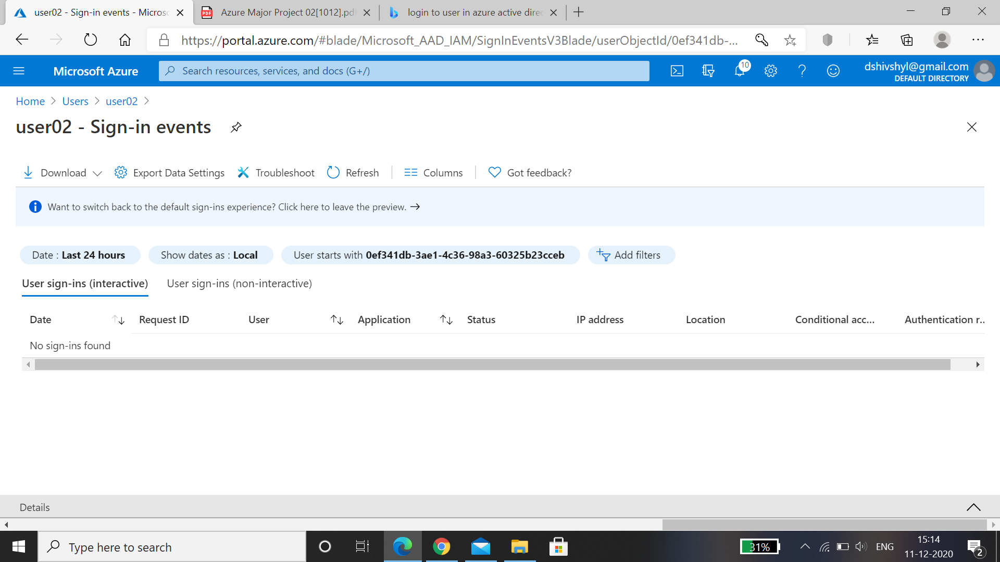 user02 - Sign-in events - Micros
Azure Major Project 02[1012].pdf
login to user in azure active dire
https://portal.azure.com/#blade/Microsoft_AAD_IAM/SignInEventsV3Blade/userObjectId/0ef341db-...
Microsoft Azure
Search resources, services, and docs (G+/)
10
dshivshyl@gmail.com
DEFAULT DIRECTORY
Home > Users > user02 >
user02 - Sign-in events
Download
Export Data Settings
Troubleshoot
Refresh
Columns
Got feedback?
Want to switch back to the default sign-ins experience? Click here to leave the preview. →
Date : Last 24 hours
Show dates as : Local
User starts with 0ef341db-3ae1-4c36-98a3-60325b23cceb
Add filters
User sign-ins (interactive)
User sign-ins (non-interactive)
Date
Request ID
User
Application
Status
IP address
Location
Conditional acc...
Authentication r...
No sign-ins found
Details
Type here to search
31%
ENG
15:14
11-12-2020
2